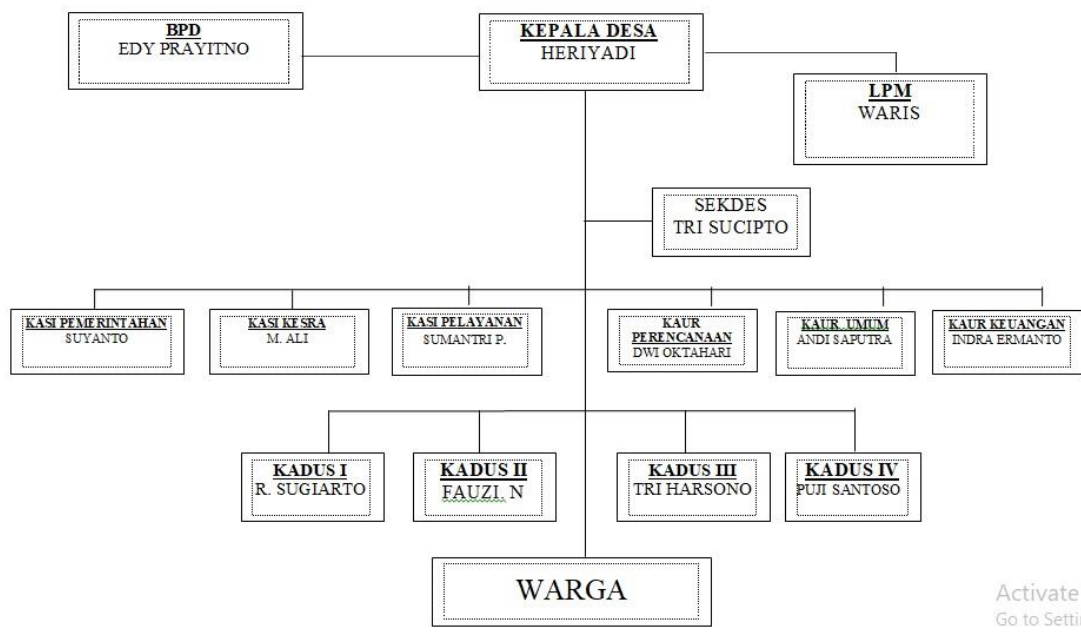 BPD
EDY PRAYITNO
KEPALA DESA
HERIYADI
LPM
WARIS
SEKDES
TRI SUCIPTO
KASI PEMERINTAHAN
SUYANTO
KASI KESRA
M. ALI
KASI PELAYANAN
SUMANTRI P.
KAUR
PERENCANAAN
DWI OKTAHARI
KAUR. UMUM
ANDI SAPUTRA
KAUR KEUANGAN
INDRA ERMANTO
KADUS I
R. SUGIARTO
KADUS II
FAUZI. N
KADUS III
TRI HARSONO
KADUS IV
PUJI SANTOSO
WARGA
Activate
Go to Setti